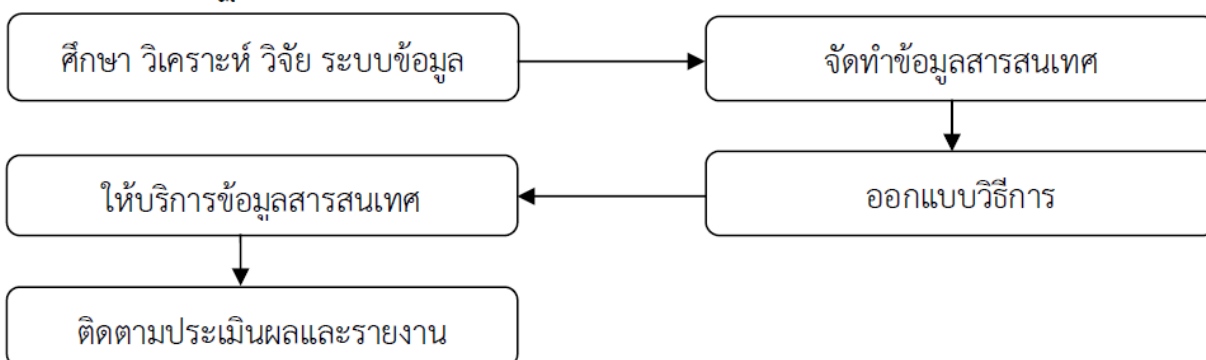 ศึกษา วิเคราะห์ วิจัย ระบบข้อมูล
จัดทำข้อมูลสารสนเทศ
ออกแบบวิธีการ
ให้บริการข้อมูลสารสนเทศ
ติดตามประเมินผลและรายงาน